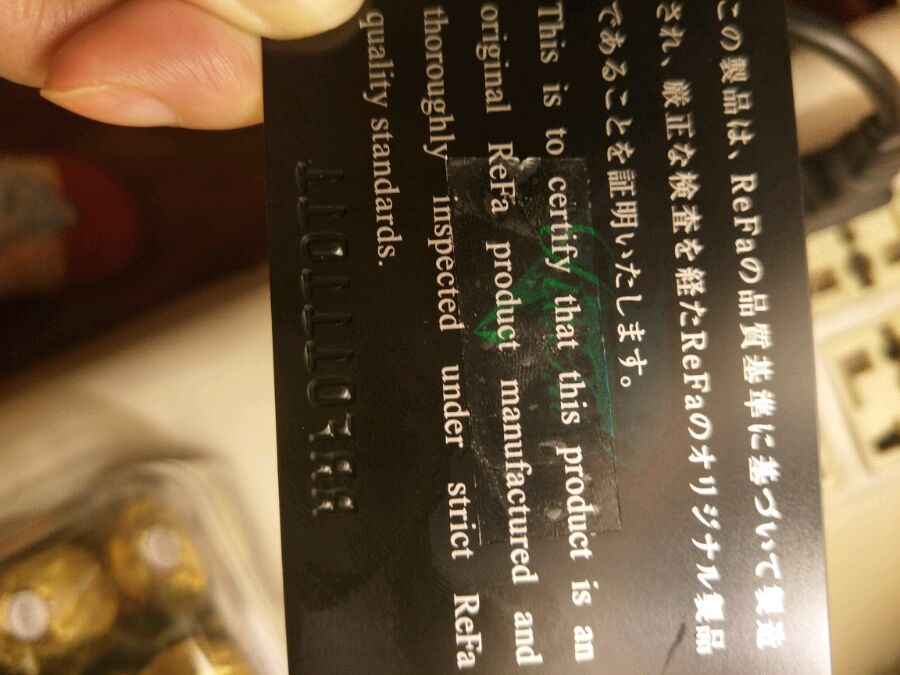 この製品は、ReFaの品質基準に基づいて製造
され、厳正な検査を経たReFaのオリジナル製品
であることを証明いたします。
This is to certify that this product is an
original ReFa product manufactured and
thoroughly inspected under strict ReFa
quality standards.